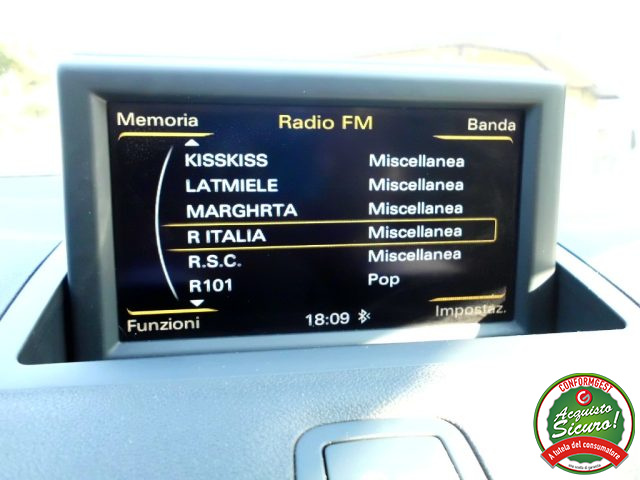 Memoria Radio FM Banda
KISSKISS Miscellanea
LATMIELE Miscellanea
MARGHRTA Miscellanea
R ITALIA Miscellanea
R.S.C. Miscellanea
R101 Pop
Funzioni 18:09 Impostaz.
CONFORMGEST
Acquisto
Sicuro!
A tutela del consumatore